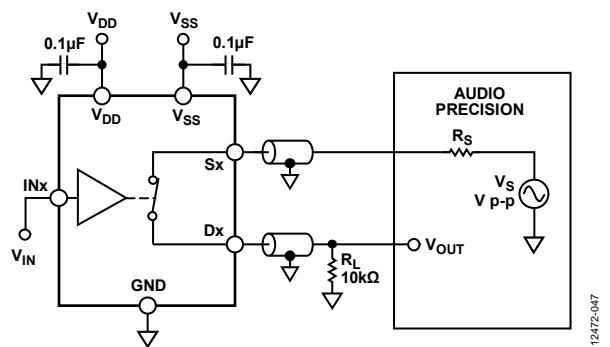 VDD
VSS
0.1µF
0.1µF
VDD
VSS
AUDIO
PRECISION
RS
Sx
VS
V p-p
INx
VIN
Dx
VOUT
RL
10kΩ
GND
12472-047